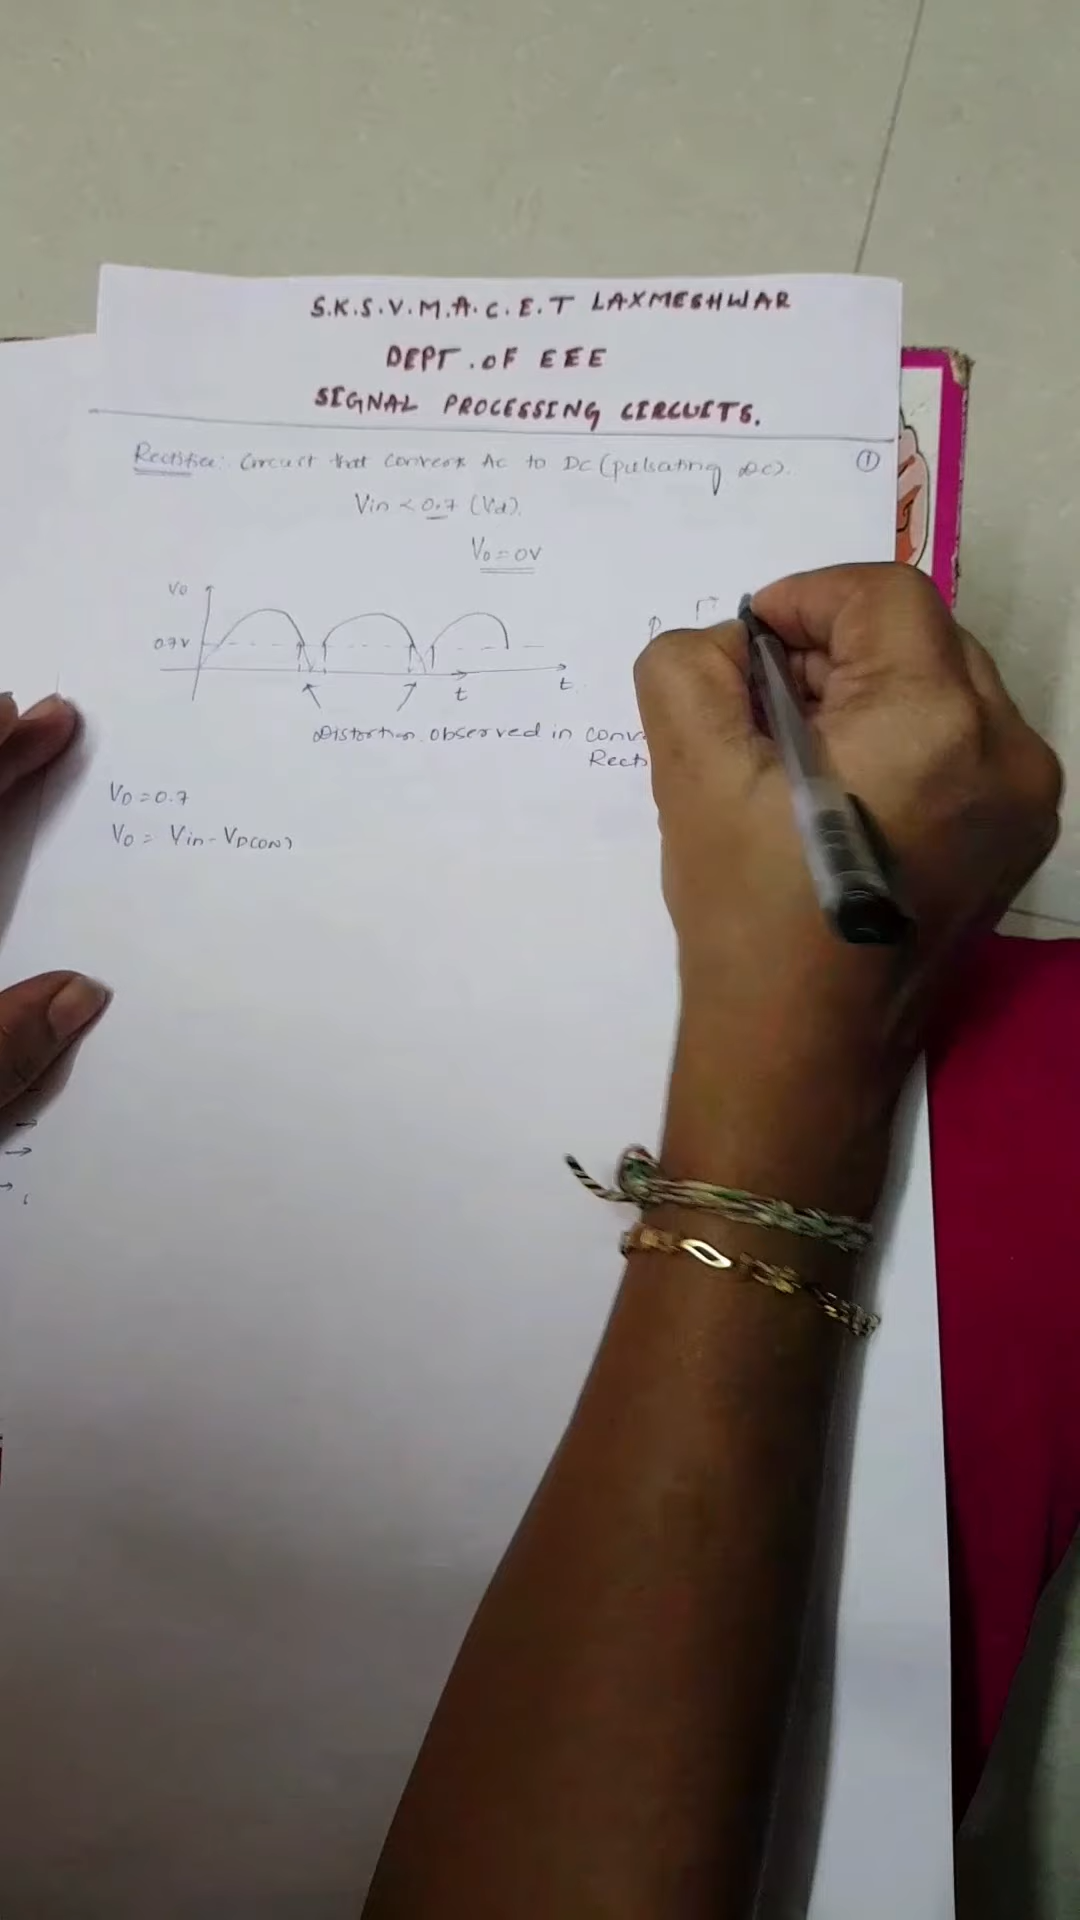 S.K.S.V.M.A.C.E.T LAXMESHWAR
DEPT. OF EEE
SIGNAL PROCESSING CIRCUITS.
Rectifier: Circuit that converts Ac to DC (pulsating DC). ①
Vin < 0.7 (Vd).
Vo = 0V
Vo
0.7V
t
t
Distortion observed in conv
Rect
VD = 0.7
Vo = Vin - VD(ON)